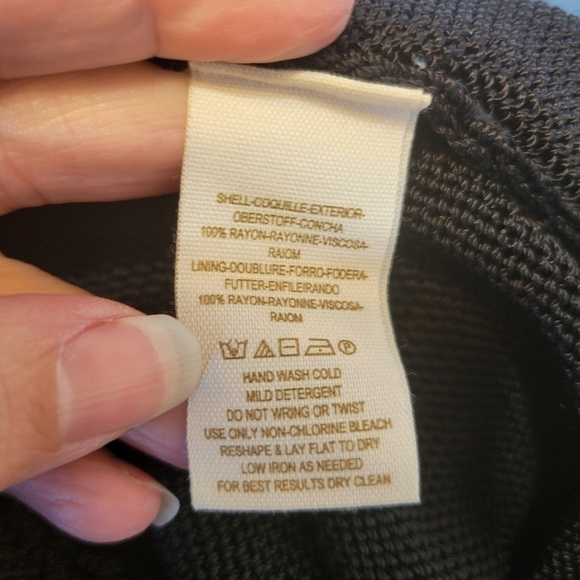 SHELL-COQUILLE-EXTERIOR-
OBERSTOFF-CONCHA
100% RAYON-RAYONNE-VISCOSA-
RAIOM
LINING-DOUBLURE-FORRO-FODERA-
FUTTER-ENFILEIRANDO
100% RAYON-RAYONNE-VISCOSA-
RAIOM
P
HAND WASH COLD
MILD DETERGENT
DO NOT WRING OR TWIST
USE ONLY NON-CHLORINE BLEACH
RESHAPE & LAY FLAT TO DRY
LOW IRON AS NEEDED
FOR BEST RESULTS DRY CLEAN